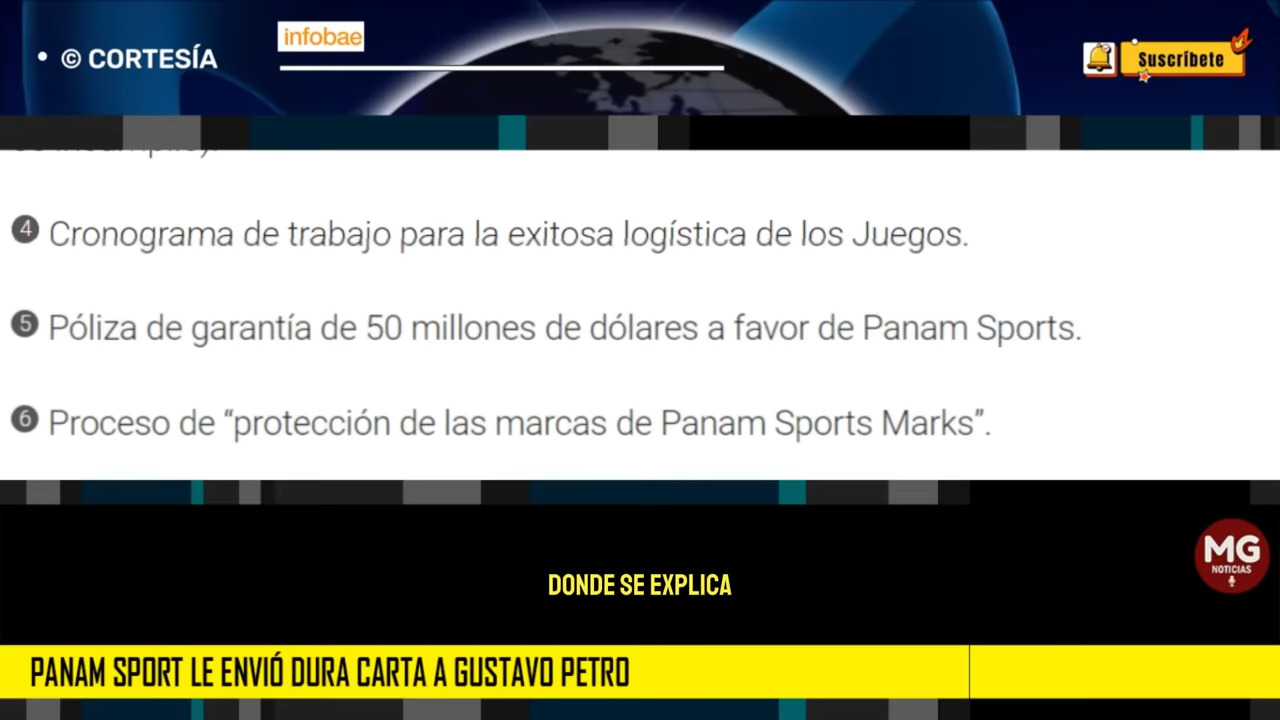 • © CORTESÍA
infobae
Suscríbete
4 Cronograma de trabajo para la exitosa logística de los Juegos.
5 Póliza de garantía de 50 millones de dólares a favor de Panam Sports.
6 Proceso de “protección de las marcas de Panam Sports Marks”.
MG
NOTICIAS
DONDE SE EXPLICA
PANAM SPORT LE ENVIÓ DURA CARTA A GUSTAVO PETRO